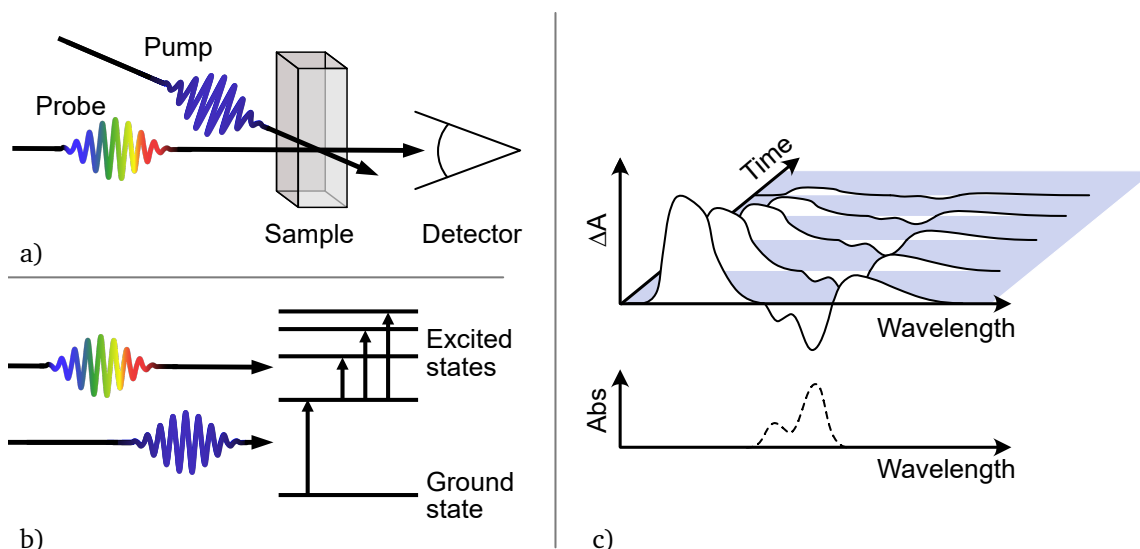 Pump
Probe
Sample
Detector
a)
Excited
states
Ground
state
b)
Time
ΔA
Wavelength
Abs
Wavelength
c)